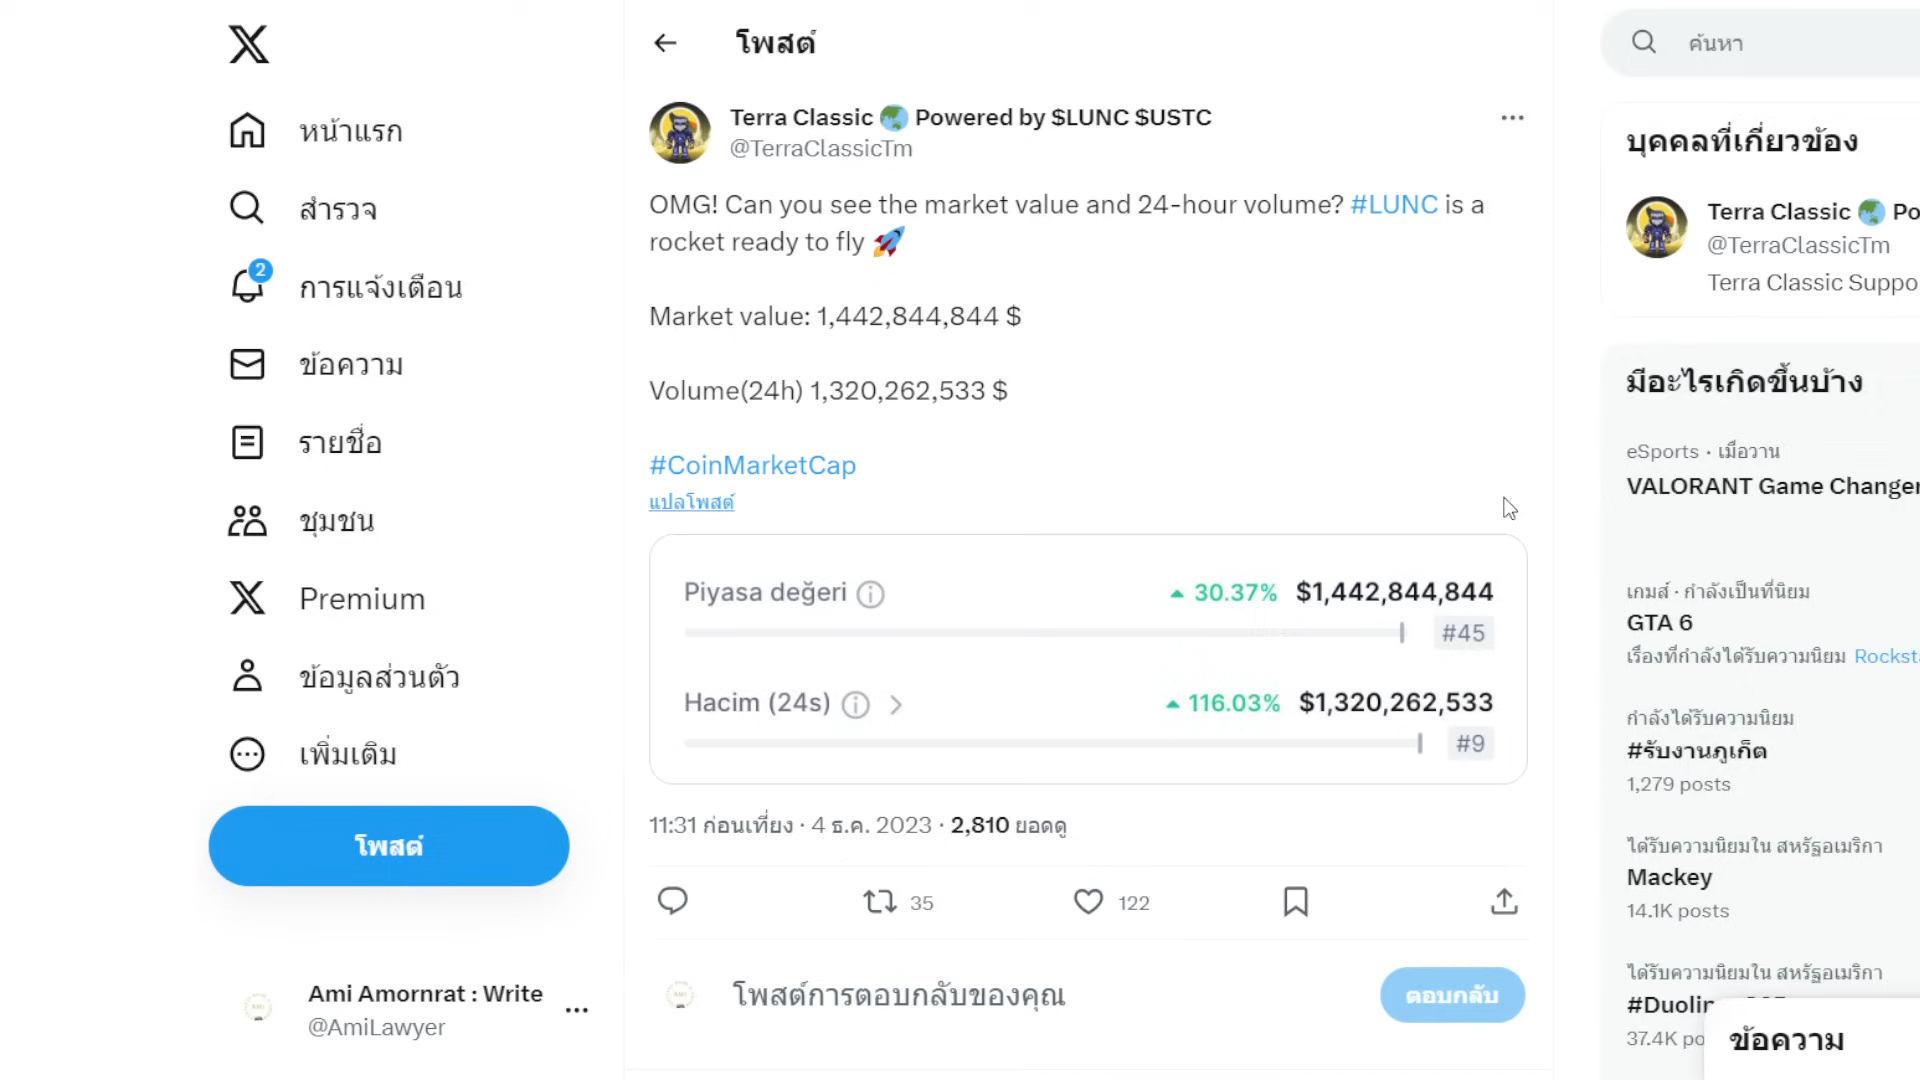 หน้าแรก
สำรวจ
2
การแจ้งเตือน
ข้อความ
รายชื่อ
ชุมชน
Premium
ข้อมูลส่วนตัว
เพิ่มเติม
โพสต์
Ami Amornrat : Write
@AmiLawyer
โพสต์
Terra Classic 🌏 Powered by $LUNC $USTC
@TerraClassicTm
OMG! Can you see the market value and 24-hour volume? #LUNC is a
rocket ready to fly 🚀
Market value: 1,442,844,844 $
Volume(24h) 1,320,262,533 $
#CoinMarketCap
แปลโพสต์
Piyasa değeri 30.37% $1,442,844,844
#45
Hacim (24s) 116.03% $1,320,262,533
#9
11:31 ก่อนเที่ยง · 4 ธ.ค. 2023 · 2,810 ยอดดู
35 122
โพสต์การตอบกลับของคุณ
ตอบกลับ
ค้นหา
บุคคลที่เกี่ยวข้อง
Terra Classic 🌏 Po
@TerraClassicTm
Terra Classic Suppo
มีอะไรเกิดขึ้นบ้าง
eSports · เมื่อวาน
VALORANT Game Changer
เกมส์ · กำลังเป็นที่นิยม
GTA 6
เรื่องที่กำลังได้รับความนิยม Rocksta
กำลังได้รับความนิยม
#รับงานภูเก็ต
1,279 posts
ได้รับความนิยมใน สหรัฐอเมริกา
Mackey
14.1K posts
ได้รับความนิยมใน สหรัฐอเมริกา
#Duolin
37.4K po
ข้อความ